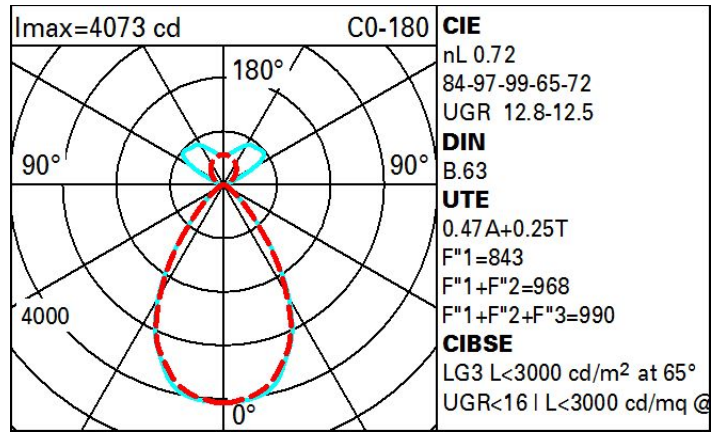 Imax=4073 cd C0-180
180°
90° 90°
4000
0°
CIE
nL 0.72
84-97-99-65-72
UGR 12.8-12.5
DIN
B.63
UTE
0.47A+0.25T
F"1=843
F"1+F"2=968
F"1+F"2+F"3=990
CIBSE
LG3 L<3000 cd/m² at 65°
UGR<16 | L<3000 cd/mq @